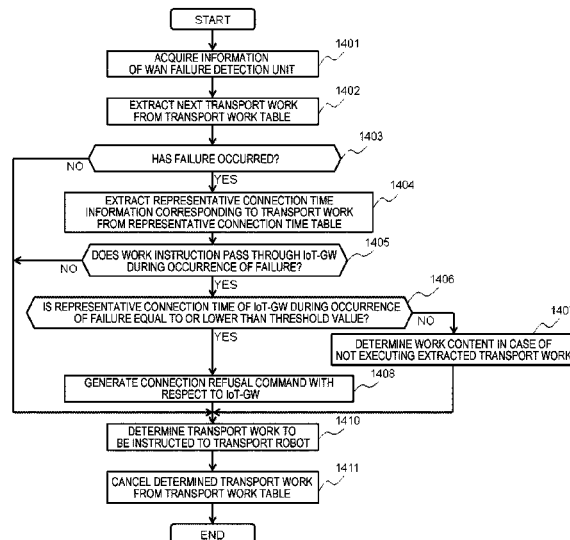 START
1401
ACQUIRE INFORMATION
OF WAN FAILURE DETECTION UNIT
1402
EXTRACT NEXT TRANSPORT WORK
FROM TRANSPORT WORK TABLE
1403
HAS FAILURE OCCURRED?
NO
YES
1404
EXTRACT REPRESENTATIVE CONNECTION TIME
INFORMATION CORRESPONDING TO TRANSPORT WORK
FROM REPRESENTATIVE CONNECTION TIME TABLE
1405
DOES WORK INSTRUCTION PASS THROUGH IoT-GW
DURING OCCURRENCE OF FAILURE?
NO
YES
1406
IS REPRESENTATIVE CONNECTION TIME OF IoT-GW DURING OCCURRENCE
OF FAILURE EQUAL TO OR LOWER THAN THRESHOLD VALUE?
NO
YES
DETERMINE WORK CONTENT IN CASE OF
NOT EXECUTING EXTRACTED TRANSPORT WORK
1408
GENERATE CONNECTION REFUSAL COMMAND WITH
RESPECT TO IoT-GW
1410
DETERMINE TRANSPORT WORK TO
BE INSTRUCTED TO TRANSPORT ROBOT
1411
CANCEL DETERMINED TRANSPORT WORK
FROM TRANSPORT WORK TABLE
END